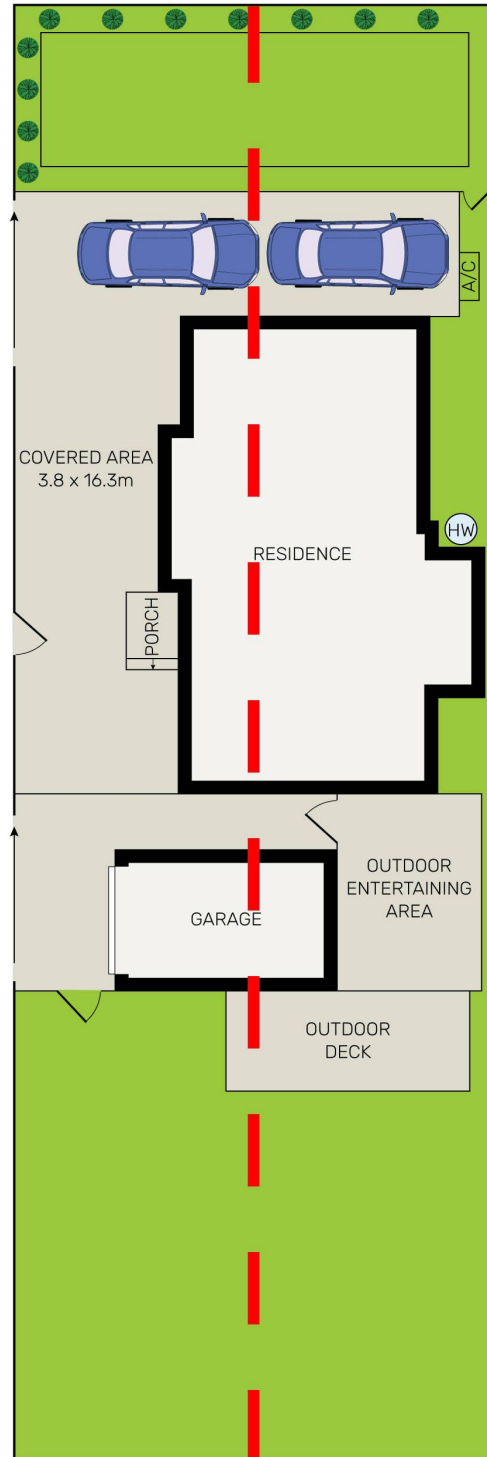 A/C
COVERED AREA
3.8 x 16.3m
HW
RESIDENCE
PORCH
OUTDOOR
ENTERTAINING
AREA
GARAGE
OUTDOOR
DECK